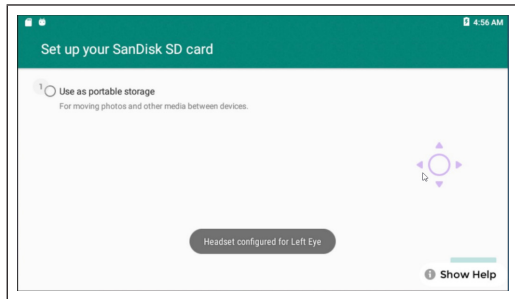 4:56 AM
Set up your SanDisk SD card
1
Use as portable storage
For moving photos and other media between devices.
Headset configured for Left Eye
Show Help